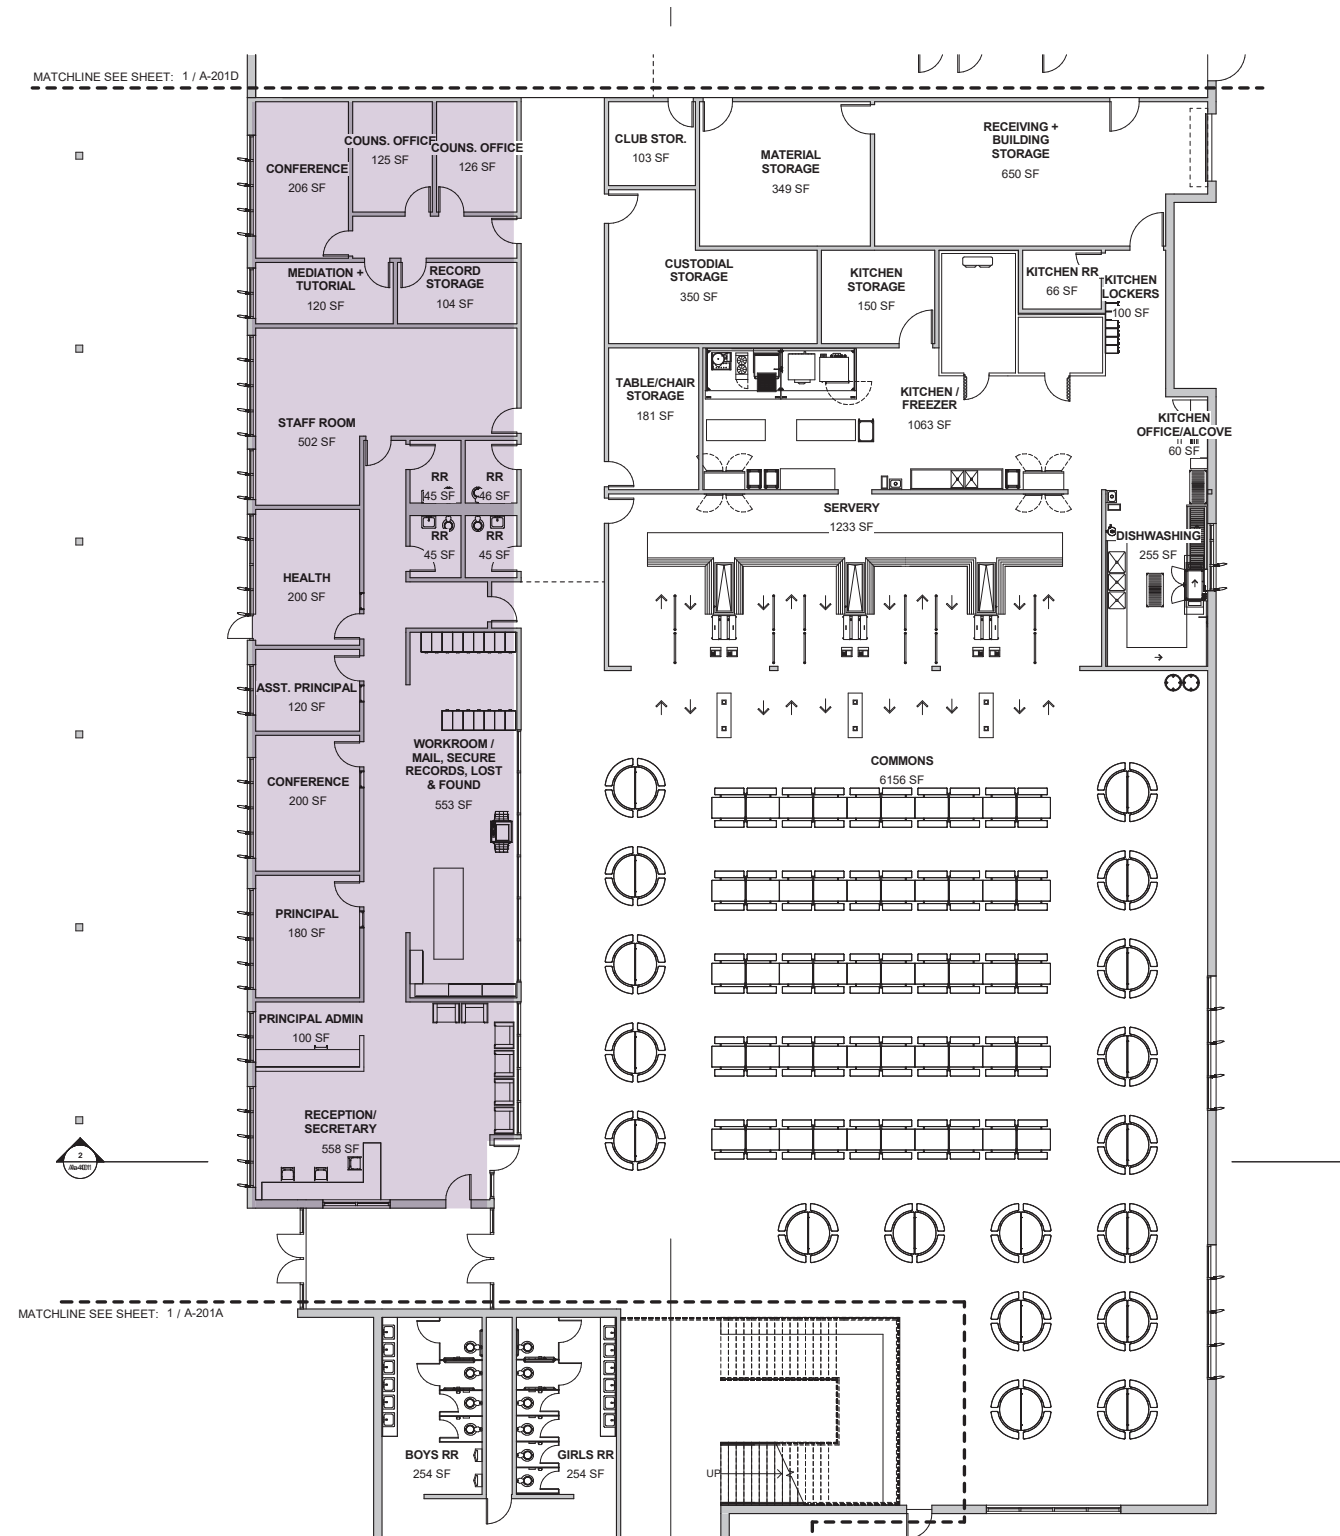 MATCHLINE SEE SHEET: 1 / A-201D
CONFERENCE
206 SF
COUNS. OFFICE
125 SF
COUNS. OFFICE
126 SF
CLUB STOR.
103 SF
MATERIAL
STORAGE
349 SF
RECEIVING +
BUILDING
STORAGE
650 SF
MEDIATION +
TUTORIAL
120 SF
RECORD
STORAGE
104 SF
CUSTODIAL
STORAGE
350 SF
KITCHEN
STORAGE
150 SF
KITCHEN RR
66 SF
KITCHEN
LOCKERS
100 SF
STAFF ROOM
502 SF
TABLE/CHAIR
STORAGE
181 SF
KITCHEN /
FREEZER
1063 SF
KITCHEN
OFFICE/ALCOVE
60 SF
RR
45 SF
RR
46 SF
RR
45 SF
RR
45 SF
SERVERY
1233 SF
DISHWASHING
255 SF
HEALTH
200 SF
ASST. PRINCIPAL
120 SF
WORKROOM /
MAIL, SECURE
RECORDS, LOST
& FOUND
553 SF
CONFERENCE
200 SF
COMMONS
6156 SF
PRINCIPAL
180 SF
PRINCIPAL ADMIN
100 SF
RECEPTION/
SECRETARY
558 SF
2
MATCHLINE SEE SHEET: 1 / A-201A
BOYS RR
254 SF
GIRLS RR
254 SF
UP